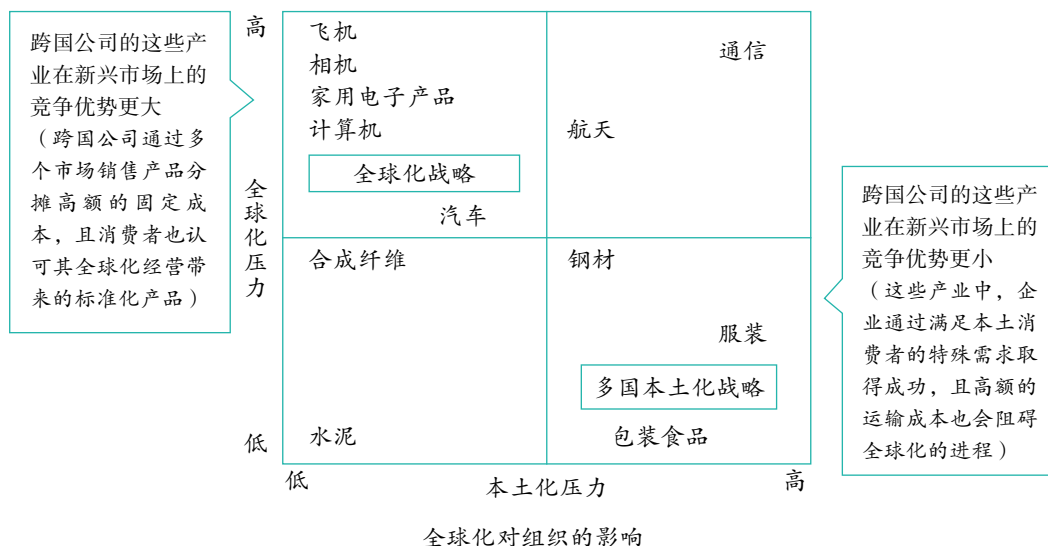 跨国公司的这些产
业在新兴市场上的
竞争优势更大
（跨国公司通过多
个市场销售产品分
摊高额的固定成
本，且消费者也认
可其全球化经营带
来的标准化产品）
高
全球化压力
低
飞机
相机
家用电子产品
计算机
全球化战略
汽车
通信
航天
合成纤维
水泥
钢材
服装
多国本土化战略
包装食品
低
本土化压力
高
跨国公司的这些产
业在新兴市场上的
竞争优势更小
（这些产业中，企
业通过满足本土消
费者的特殊需求取
得成功，且高额的
运输成本也会阻碍
全球化的进程）
全球化对组织的影响